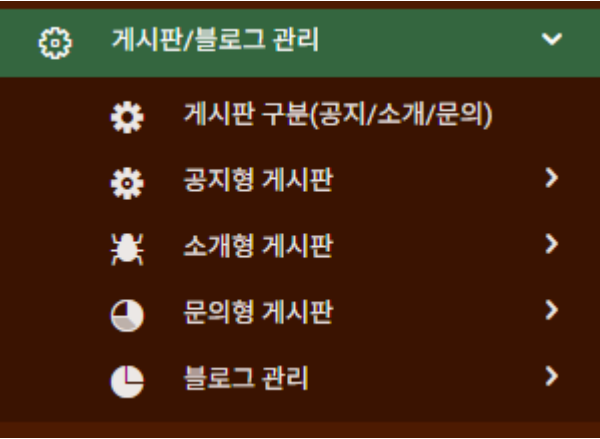 게시판/블로그 관리
게시판 구분(공지/소개/문의)
공지형 게시판
소개형 게시판
문의형 게시판
블로그 관리